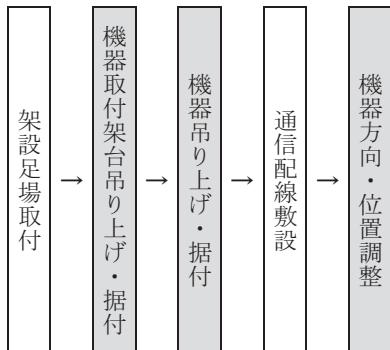 架設足場取付
→
機器取付架台吊り上げ・据付
→
機器吊り上げ・据付
→
通信配線敷設
→
機器方向・位置調整